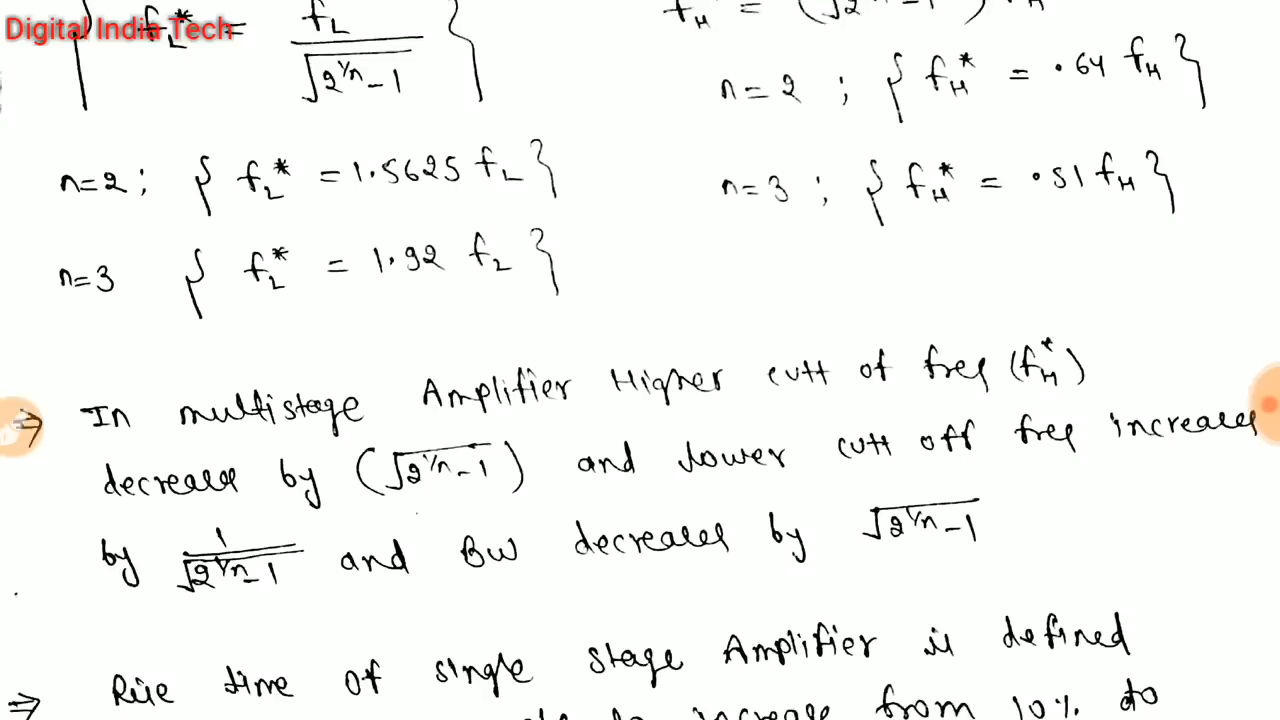 Digital India Tech
{ f_L* = f_L / √(2^(1/n) - 1) }
f_H* = (√(2^(1/n) - 1)) . f_H
n=2 ; { f_H* = .64 f_H }
n=2 ; { f_L* = 1.5625 f_L }
n=3 ; { f_H* = .51 f_H }
n=3 { f_L* = 1.92 f_L }
⇒ In multistage Amplifier Higher cutt of freq (f_H*)
decrease by (√(2^(1/n) - 1)) and lower cutt off freq increases
by 1/√(2^(1/n) - 1) and BW decreases by √(2^(1/n) - 1)
⇒ Rise time of single stage Amplifier is defined
to increase from 10% to